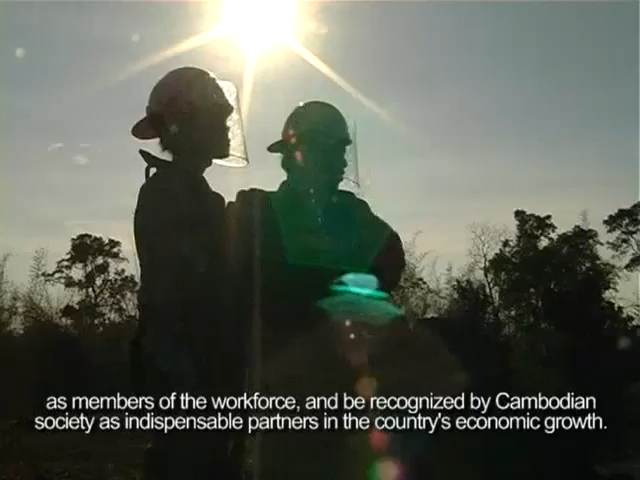 as members of the workforce, and be recognized by Cambodian
society as indispensable partners in the country's economic growth.